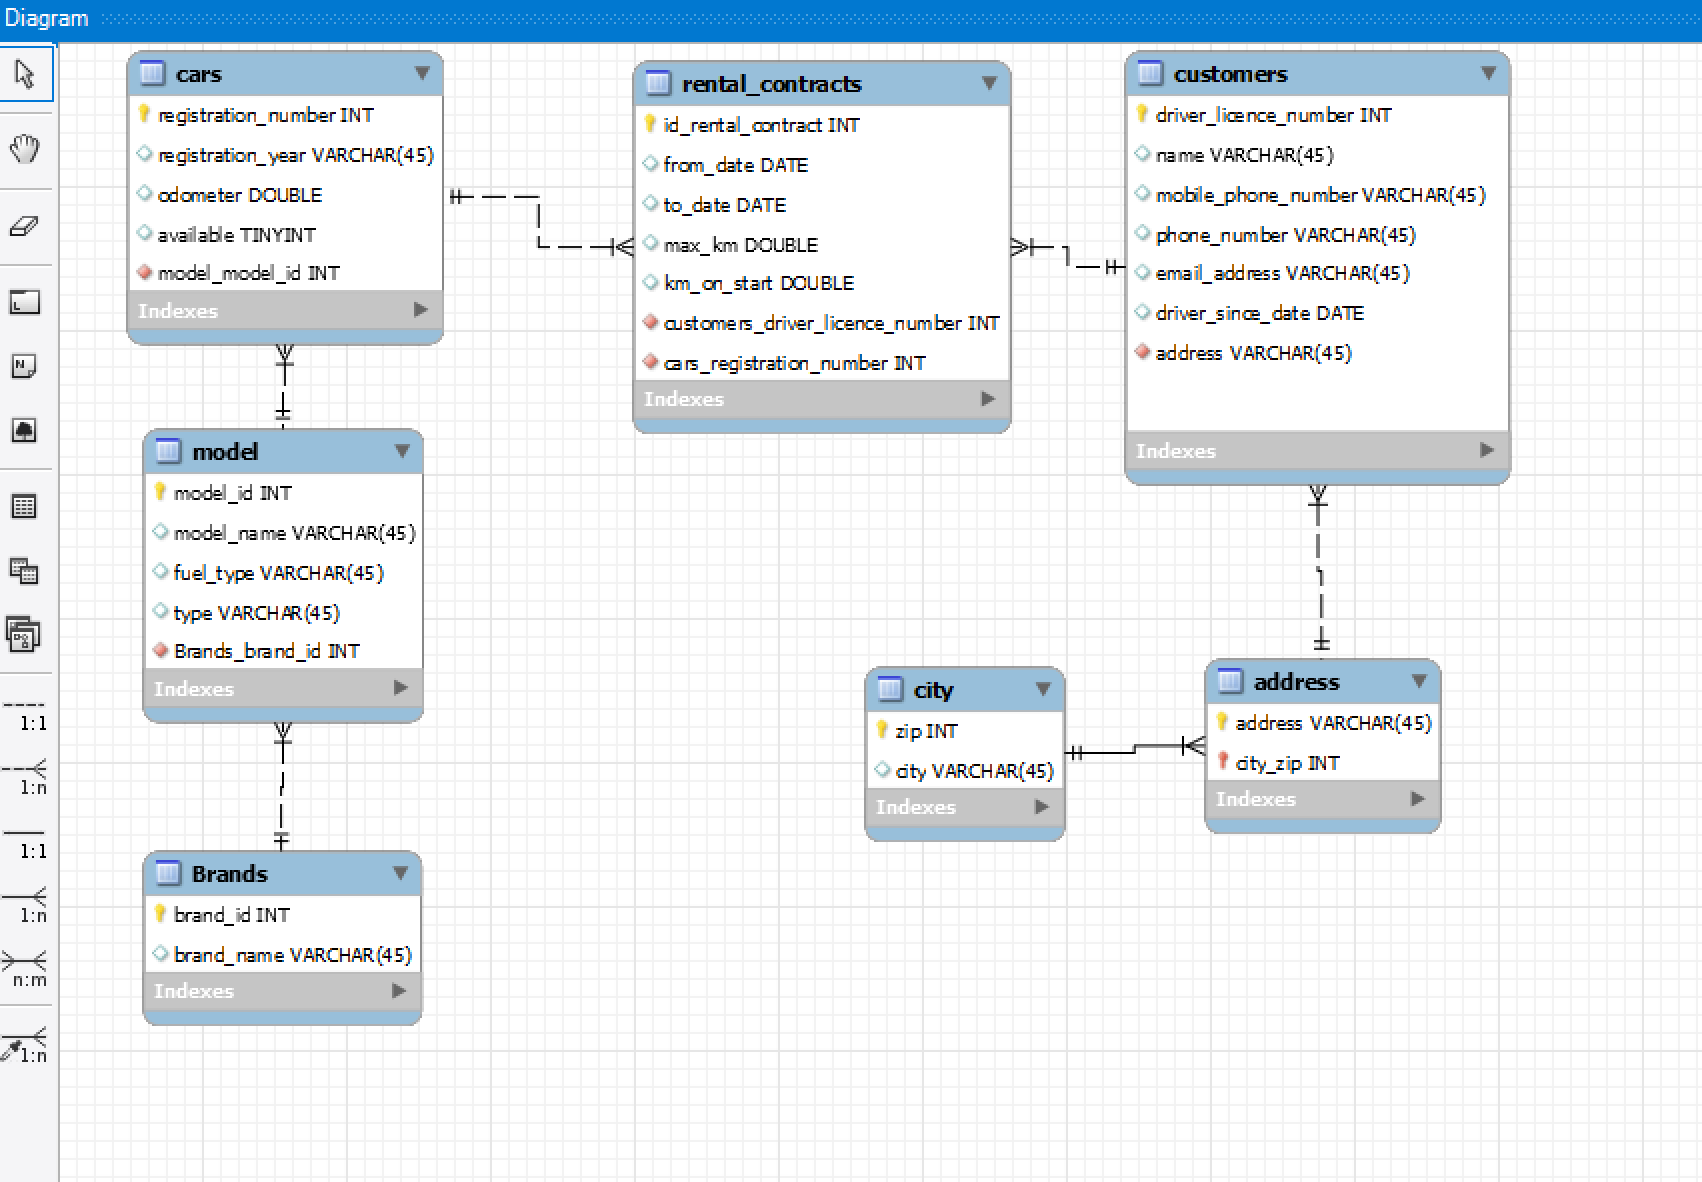 Diagram
cars
registration_number INT
registration_year VARCHAR(45)
odometer DOUBLE
available TINYINT
model_model_id INT
Indexes
rental_contracts
id_rental_contract INT
from_date DATE
to_date DATE
max_km DOUBLE
km_on_start DOUBLE
customers_driver_licence_number INT
cars_registration_number INT
Indexes
customers
driver_licence_number INT
name VARCHAR(45)
mobile_phone_number VARCHAR(45)
phone_number VARCHAR(45)
email_address VARCHAR(45)
driver_since_date DATE
address VARCHAR(45)
Indexes
model
model_id INT
model_name VARCHAR(45)
fuel_type VARCHAR(45)
type VARCHAR(45)
Brands_brand_id INT
Indexes
city
zip INT
city VARCHAR(45)
Indexes
address
address VARCHAR(45)
city_zip INT
Indexes
Brands
brand_id INT
brand_name VARCHAR(45)
Indexes
N
1:1
1:n
1:1
1:n
n:m
1:n